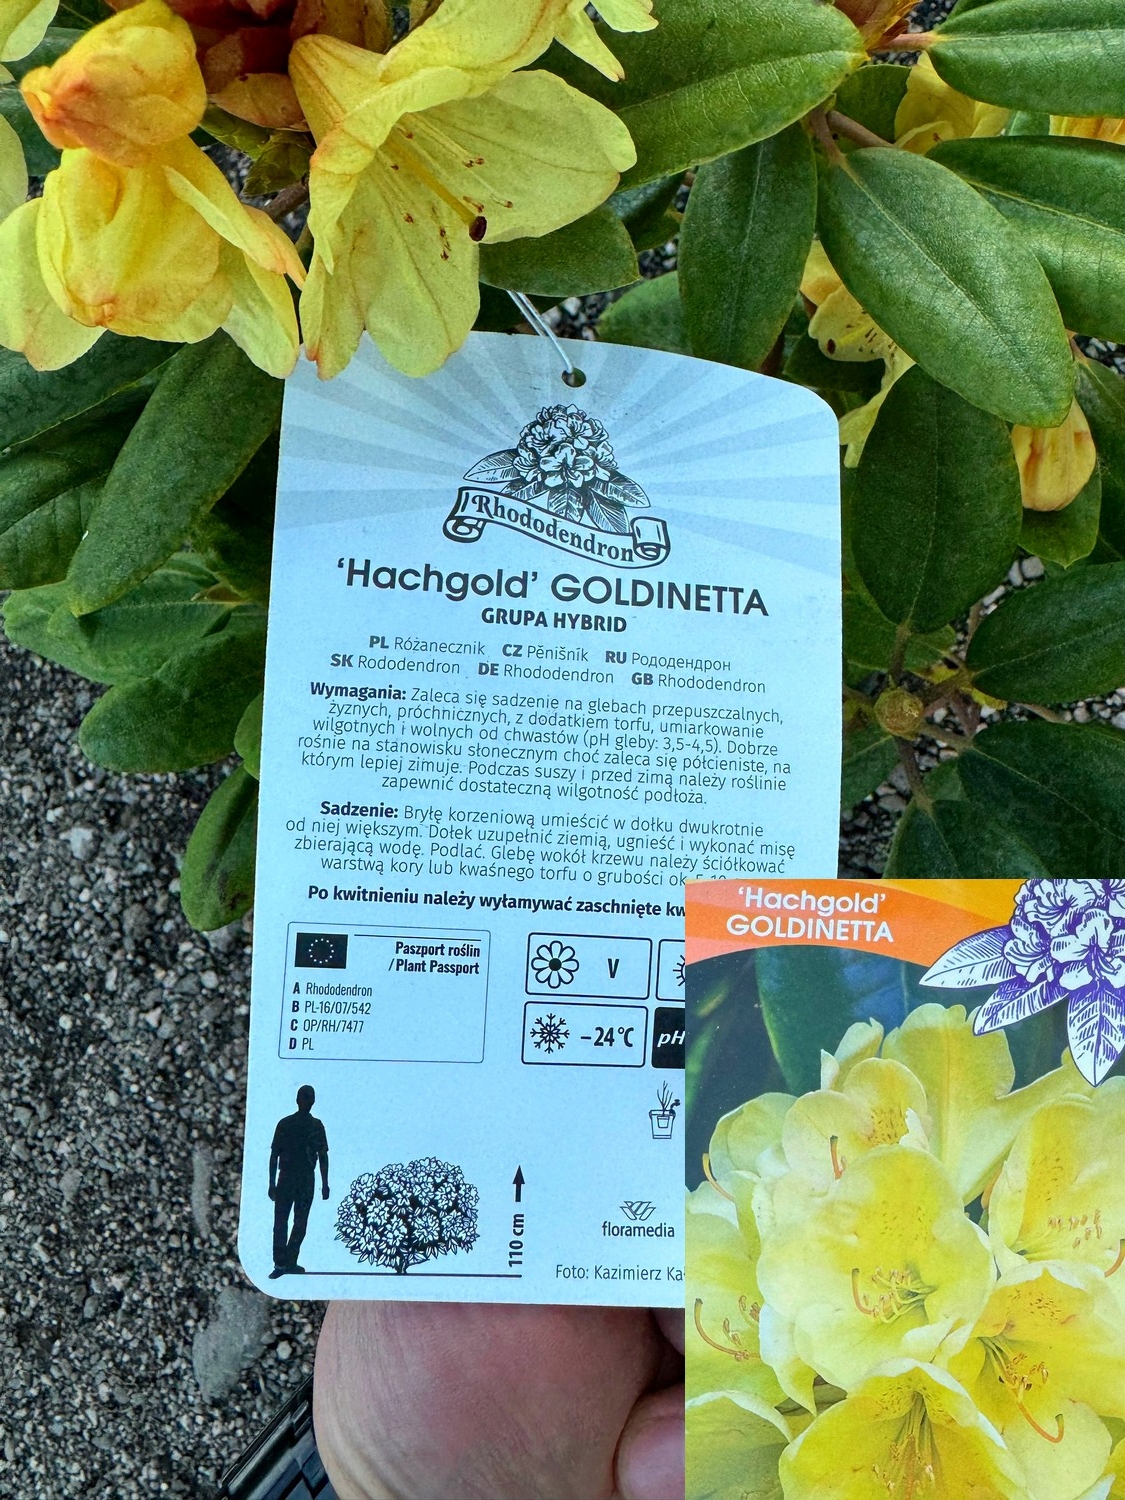 Rhododendron
‘Hachgold’ GOLDINETTA
GRUPA HYBRID
PL Różanecznik CZ Pěnišník RU Рододендрон
SK Rododendron DE Rhododendron GB Rhododendron
Wymagania: Zaleca się sadzenie na glebach przepuszczalnych,
żyznych, próchnicznych, z dodatkiem torfu, umiarkowanie
wilgotnych i wolnych od chwastów (pH gleby: 3,5-4,5). Dobrze
rośnie na stanowisku słonecznym choć zaleca się półcieniste, na
którym lepiej zimuje. Podczas suszy i przed zimą należy roślinie
zapewnić dostateczną wilgotność podłoża.
Sadzenie: Bryłę korzeniową umieścić w dołku dwukrotnie
od niej większym. Dołek uzupełnić ziemią, ugnieść i wykonać misę
zbierającą wodę. Podlać. Glebę wokół krzewu należy ściółkować
warstwą kory lub kwaśnego torfu o grubości ok.
Po kwitnieniu należy wyłamywać zaschnięte
Paszport roślin
/ Plant Passport
A Rhododendron
B PL-16/07/542
C OP/RH/7477
D PL
V
-24°C
pH
110 cm
floramedia
Foto: Kazimierz
‘Hachgold’
GOLDINETTA